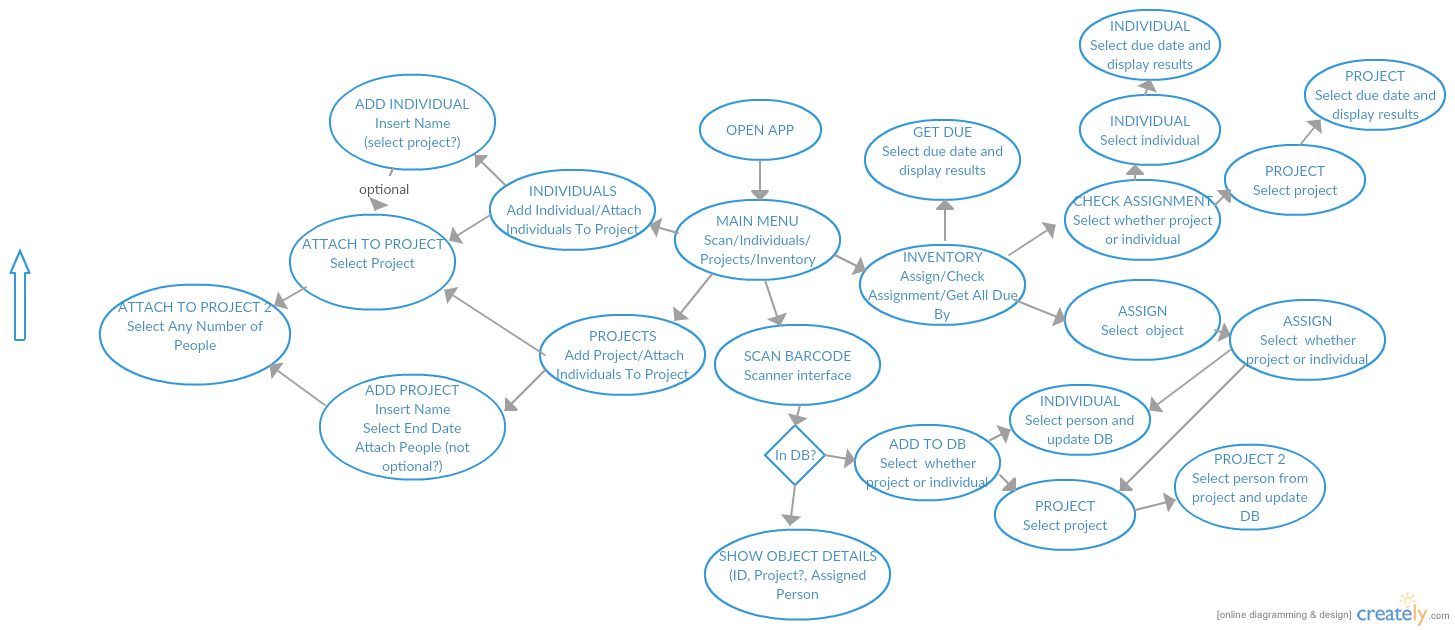 INDIVIDUAL
Select due date and
display results
PROJECT
Select due date and
display results
ADD INDIVIDUAL
Insert Name
(select project?)
OPEN APP
GET DUE
Select due date and
display results
INDIVIDUAL
Select individual
PROJECT
Select project
optional
INDIVIDUALS
Add Individual/Attach
Individuals To Project
MAIN MENU
Scan/Individuals/
Projects/Inventory
CHECK ASSIGNMENT
Select whether project
or individual
ATTACH TO PROJECT
Select Project
INVENTORY
Assign/Check
Assignment/Get All Due
By
ATTACH TO PROJECT 2
Select Any Number of
People
PROJECTS
Add Project/Attach
Individuals To Project
SCAN BARCODE
Scanner interface
ASSIGN
Select object
ASSIGN
Select whether
project or individual
ADD PROJECT
Insert Name
Select End Date
Attach People (not
optional?)
In DB?
ADD TO DB
Select whether
project or individual
INDIVIDUAL
Select person and
update DB
PROJECT
Select project
PROJECT 2
Select person from
project and update
DB
SHOW OBJECT DETAILS
(ID, Project?, Assigned
Person
[online diagramming & design] creately.com